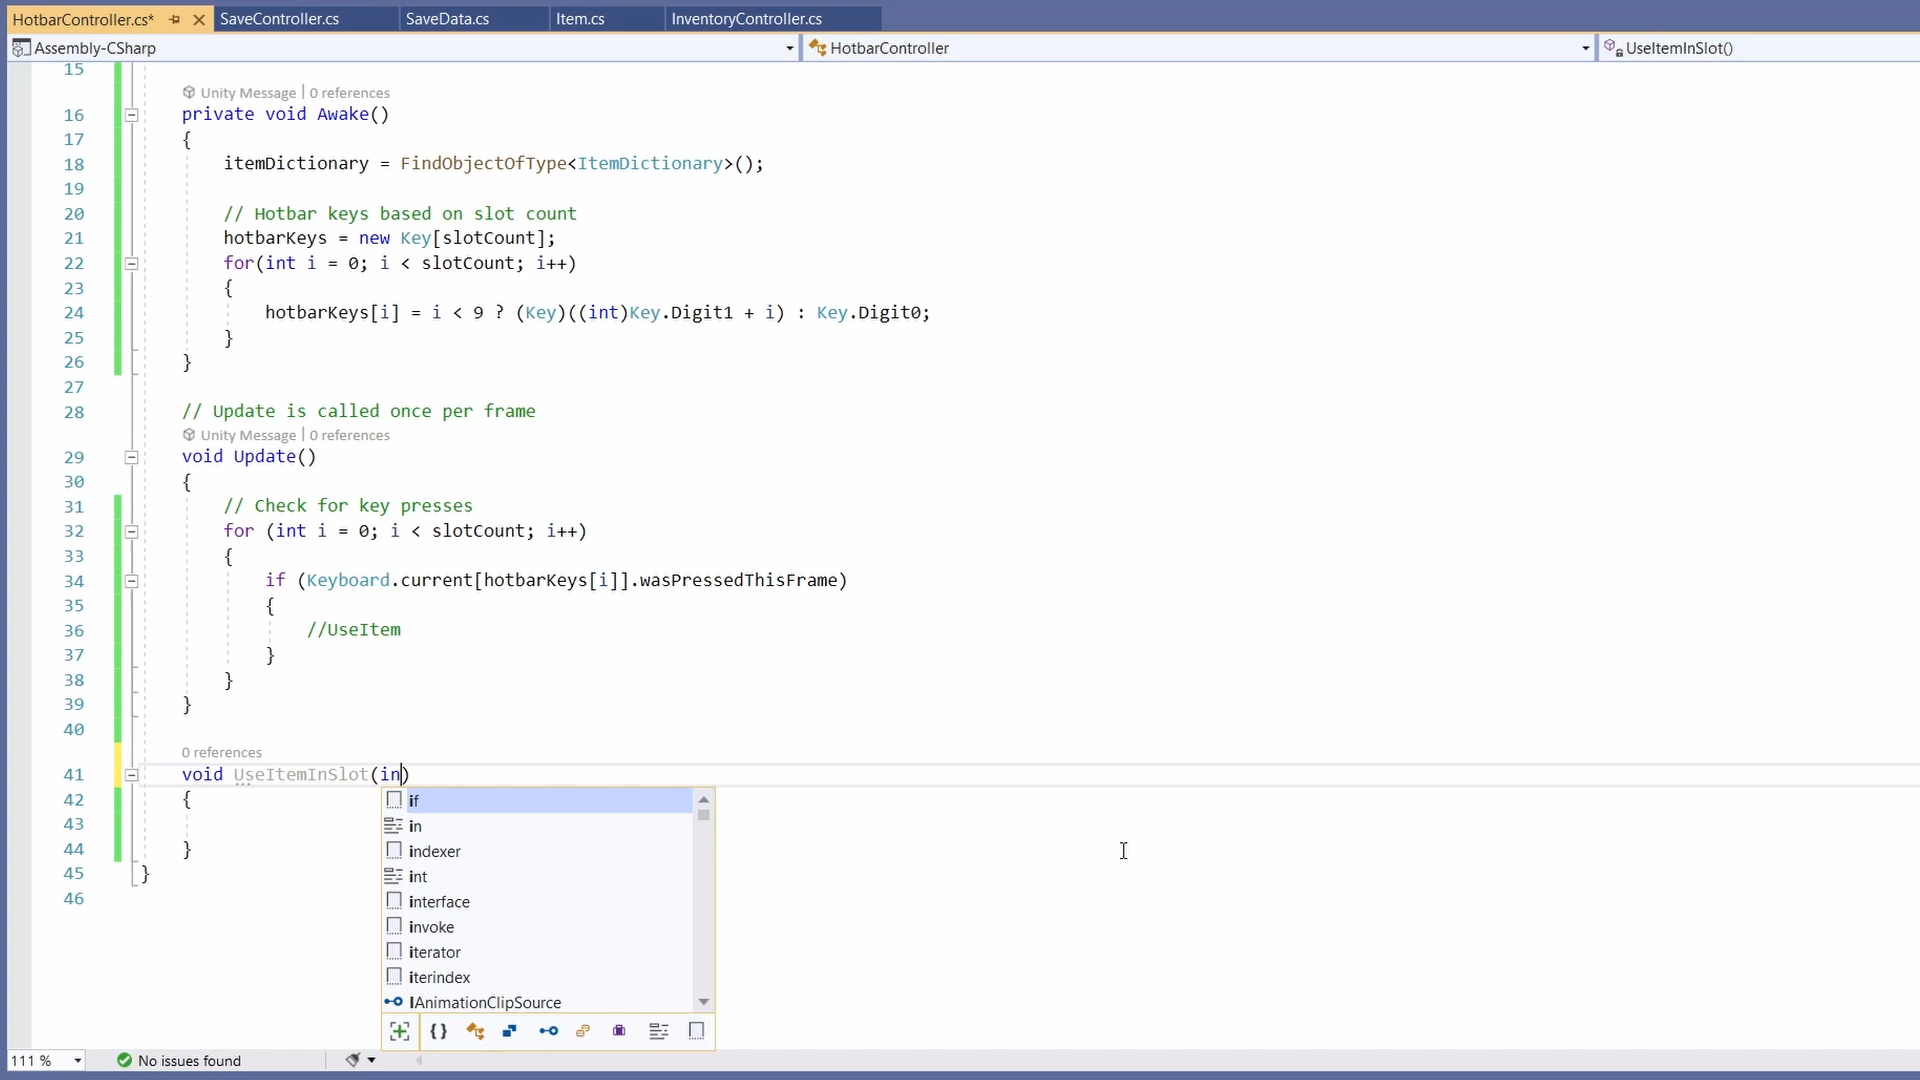 HotbarController.cs*
SaveController.cs
SaveData.cs
Item.cs
InventoryController.cs
Assembly-CSharp
HotbarController
UseItemInSlot()
15
Unity Message | 0 references
16 private void Awake()
17 {
18 itemDictionary = FindObjectOfType<ItemDictionary>();
19
20 // Hotbar keys based on slot count
21 hotbarKeys = new Key[slotCount];
22 for(int i = 0; i < slotCount; i++)
23 {
24 hotbarKeys[i] = i < 9 ? (Key)((int)Key.Digit1 + i) : Key.Digit0;
25 }
26 }
27
28 // Update is called once per frame
Unity Message | 0 references
29 void Update()
30 {
31 // Check for key presses
32 for (int i = 0; i < slotCount; i++)
33 {
34 if (Keyboard.current[hotbarKeys[i]].wasPressedThisFrame)
35 {
36 //UseItem
37 }
38 }
39 }
40
0 references
41 void UseItemInSlot(in)
42 {
43
44 }
45 }
46
if
in
indexer
int
interface
invoke
iterator
iterindex
IAnimationClipSource
111 %
No issues found